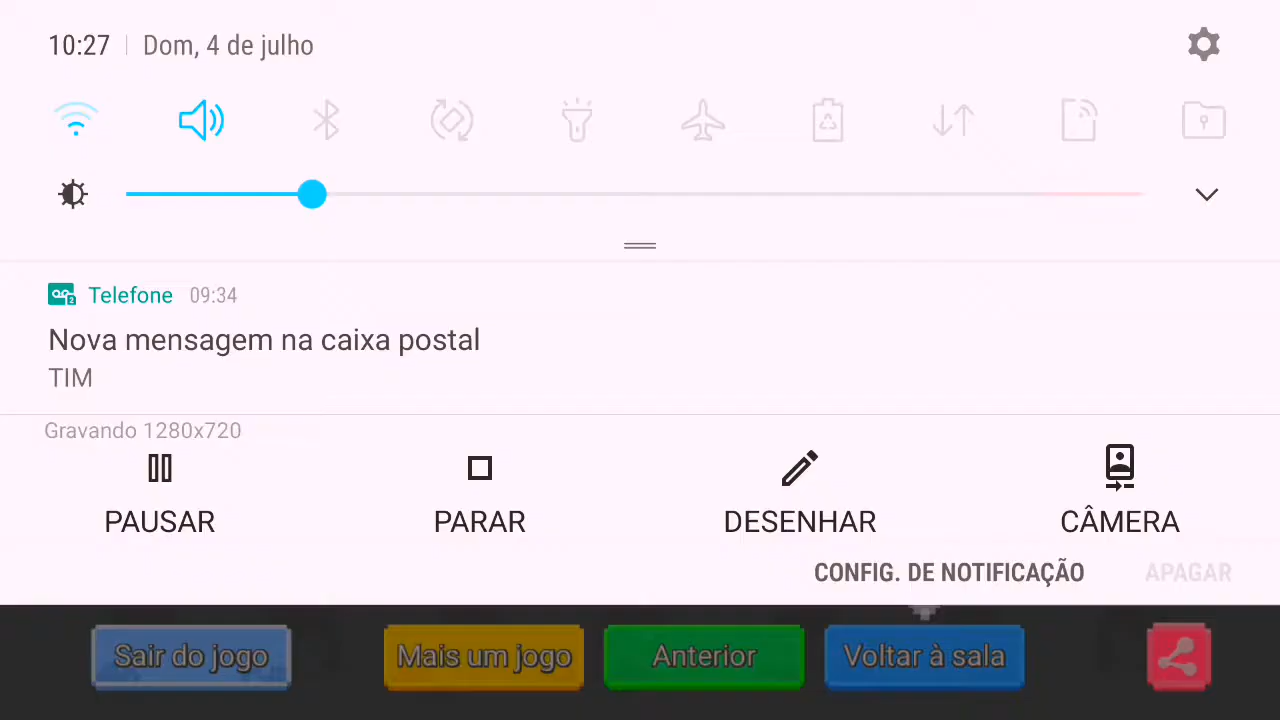 10:27 Dom, 4 de julho
Telefone 09:34
Nova mensagem na caixa postal
TIM
Gravando 1280x720
PAUSAR PARAR DESENHAR CÂMERA
CONFIG. DE NOTIFICAÇÃO APAGAR
Sair do jogo Mais um jogo Anterior Voltar à sala